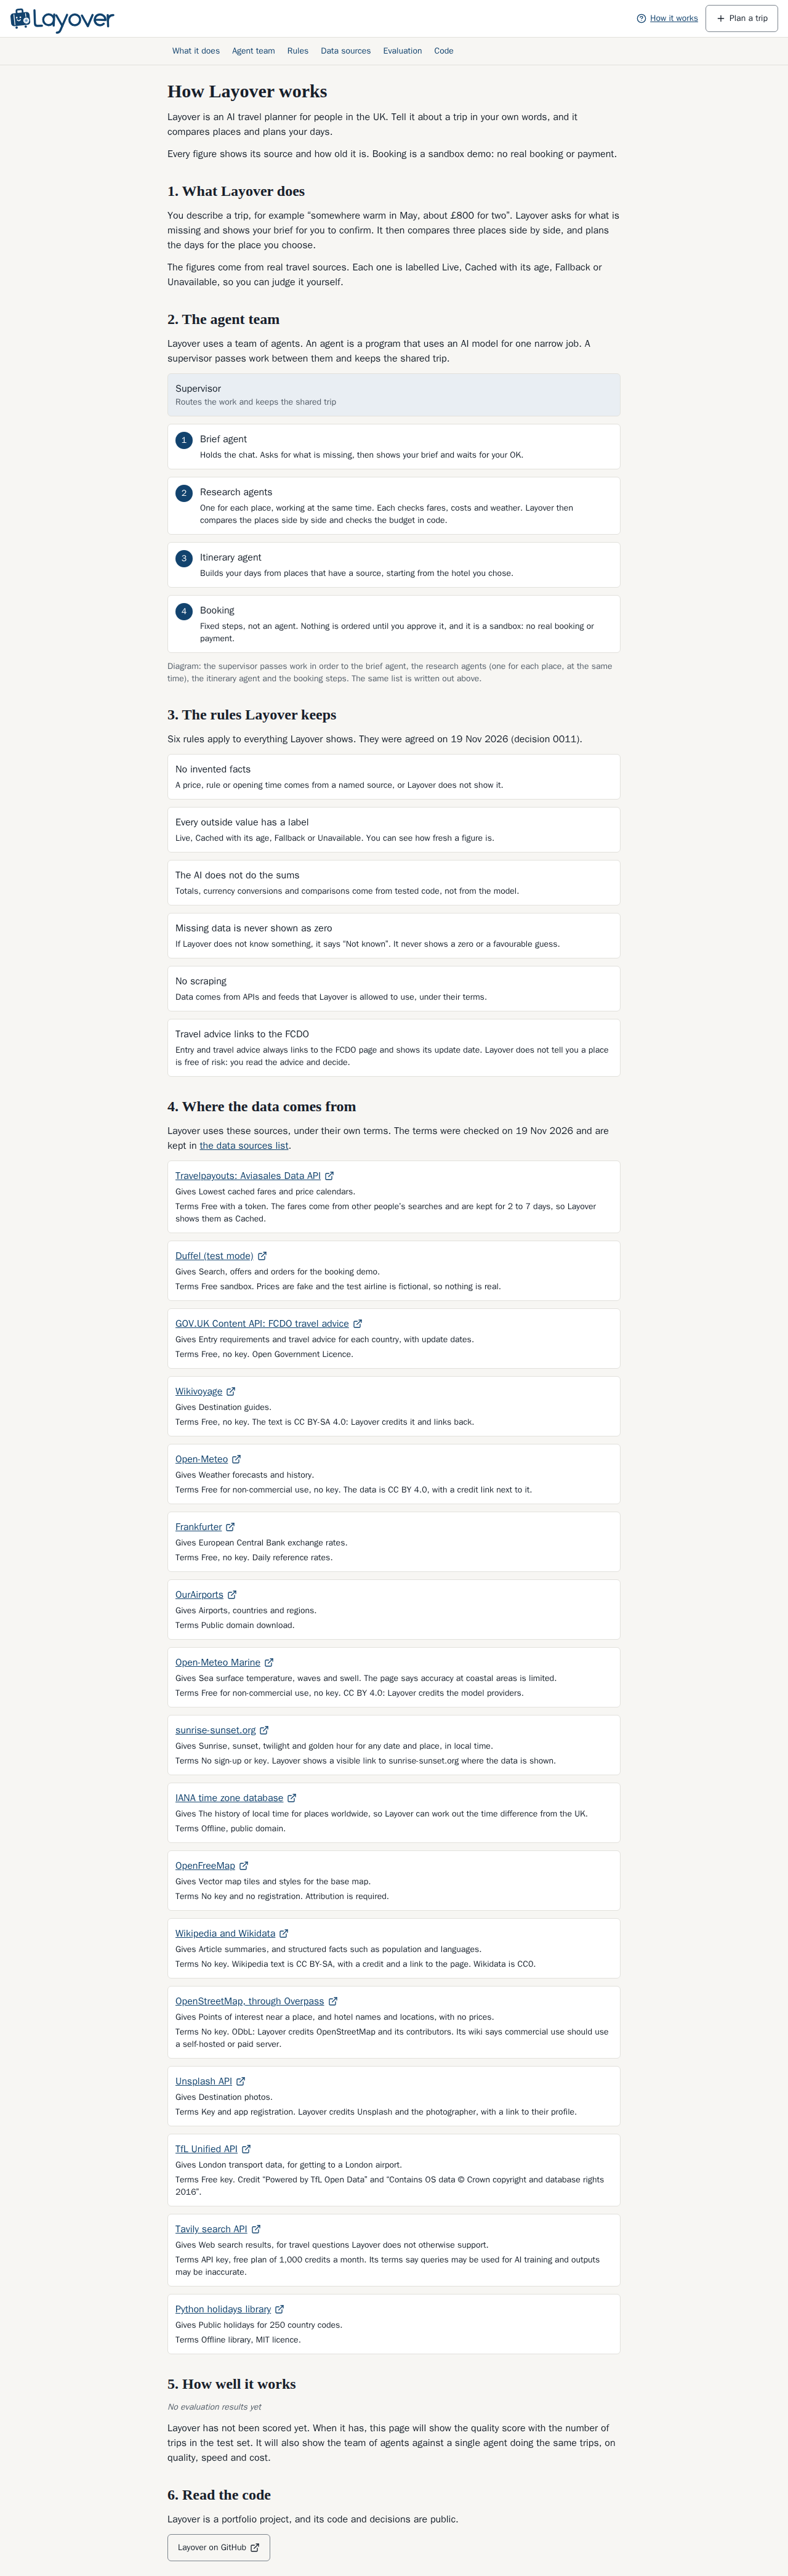 Layover
How it works
Plan a trip
What it does
Agent team
Rules
Data sources
Evaluation
Code
How Layover works
Layover is an AI travel planner for people in the UK. Tell it about a trip in your own words, and it
compares places and plans your days.
Every figure shows its source and how old it is. Booking is a sandbox demo: no real booking or payment.
1. What Layover does
You describe a trip, for example “somewhere warm in May, about £800 for two”. Layover asks for what is
missing and shows your brief for you to confirm. It then compares three places side by side, and plans
the days for the place you choose.
The figures come from real travel sources. Each one is labelled Live, Cached with its age, Fallback or
Unavailable, so you can judge it yourself.
2. The agent team
Layover uses a team of agents. An agent is a program that uses an AI model for one narrow job. A
supervisor passes work between them and keeps the shared trip.
Supervisor
Routes the work and keeps the shared trip
1
Brief agent
Holds the chat. Asks for what is missing, then shows your brief and waits for your OK.
2
Research agents
One for each place, working at the same time. Each checks fares, costs and weather. Layover then
compares the places side by side and checks the budget in code.
3
Itinerary agent
Builds your days from places that have a source, starting from the hotel you chose.
4
Booking
Fixed steps, not an agent. Nothing is ordered until you approve it, and it is a sandbox: no real booking or
payment.
Diagram: the supervisor passes work in order to the brief agent, the research agents (one for each place, at the same
time), the itinerary agent and the booking steps. The same list is written out above.
3. The rules Layover keeps
Six rules apply to everything Layover shows. They were agreed on 19 Nov 2026 (decision 0011).
No invented facts
A price, rule or opening time comes from a named source, or Layover does not show it.
Every outside value has a label
Live, Cached with its age, Fallback or Unavailable. You can see how fresh a figure is.
The AI does not do the sums
Totals, currency conversions and comparisons come from tested code, not from the model.
Missing data is never shown as zero
If Layover does not know something, it says “Not known”. It never shows a zero or a favourable guess.
No scraping
Data comes from APIs and feeds that Layover is allowed to use, under their terms.
Travel advice links to the FCDO
Entry and travel advice always links to the FCDO page and shows its update date. Layover does not tell you a place
is free of risk: you read the advice and decide.
4. Where the data comes from
Layover uses these sources, under their own terms. The terms were checked on 19 Nov 2026 and are
kept in the data sources list.
Travelpayouts: Aviasales Data API
Gives Lowest cached fares and price calendars.
Terms Free with a token. The fares come from other people’s searches and are kept for 2 to 7 days, so Layover
shows them as Cached.
Duffel (test mode)
Gives Search, offers and orders for the booking demo.
Terms Free sandbox. Prices are fake and the test airline is fictional, so nothing is real.
GOV.UK Content API: FCDO travel advice
Gives Entry requirements and travel advice for each country, with update dates.
Terms Free, no key. Open Government Licence.
Wikivoyage
Gives Destination guides.
Terms Free, no key. The text is CC BY-SA 4.0: Layover credits it and links back.
Open-Meteo
Gives Weather forecasts and history.
Terms Free for non-commercial use, no key. The data is CC BY 4.0, with a credit link next to it.
Frankfurter
Gives European Central Bank exchange rates.
Terms Free, no key. Daily reference rates.
OurAirports
Gives Airports, countries and regions.
Terms Public domain download.
Open-Meteo Marine
Gives Sea surface temperature, waves and swell. The page says accuracy at coastal areas is limited.
Terms Free for non-commercial use, no key. CC BY 4.0: Layover credits the model providers.
sunrise-sunset.org
Gives Sunrise, sunset, twilight and golden hour for any date and place, in local time.
Terms No sign-up or key. Layover shows a visible link to sunrise-sunset.org where the data is shown.
IANA time zone database
Gives The history of local time for places worldwide, so Layover can work out the time difference from the UK.
Terms Offline, public domain.
OpenFreeMap
Gives Vector map tiles and styles for the base map.
Terms No key and no registration. Attribution is required.
Wikipedia and Wikidata
Gives Article summaries, and structured facts such as population and languages.
Terms No key. Wikipedia text is CC BY-SA, with a credit and a link to the page. Wikidata is CC0.
OpenStreetMap, through Overpass
Gives Points of interest near a place, and hotel names and locations, with no prices.
Terms No key. ODbL: Layover credits OpenStreetMap and its contributors. Its wiki says commercial use should use
a self-hosted or paid server.
Unsplash API
Gives Destination photos.
Terms Key and app registration. Layover credits Unsplash and the photographer, with a link to their profile.
TfL Unified API
Gives London transport data, for getting to a London airport.
Terms Free key. Credit “Powered by TfL Open Data” and “Contains OS data © Crown copyright and database rights
2016”.
Tavily search API
Gives Web search results, for travel questions Layover does not otherwise support.
Terms API key, free plan of 1,000 credits a month. Its terms say queries may be used for AI training and outputs
may be inaccurate.
Python holidays library
Gives Public holidays for 250 country codes.
Terms Offline library, MIT licence.
5. How well it works
No evaluation results yet
Layover has not been scored yet. When it has, this page will show the quality score with the number of
trips in the test set. It will also show the team of agents against a single agent doing the same trips, on
quality, speed and cost.
6. Read the code
Layover is a portfolio project, and its code and decisions are public.
Layover on GitHub